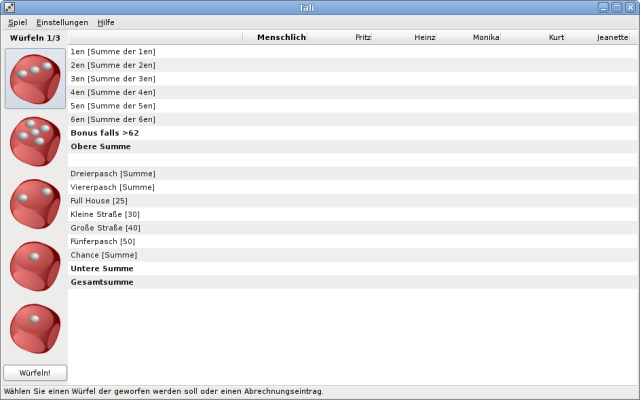 Tali
Spiel Einstellungen Hilfe
Würfeln 1/3
Menschlich Fritz Heinz Monika Kurt Jeanette
1en [Summe der 1en]
2en [Summe der 2en]
3en [Summe der 3en]
4en [Summe der 4en]
5en [Summe der 5en]
6en [Summe der 6en]
Bonus falls >62
Obere Summe
Dreierpasch [Summe]
Viererpasch [Summe]
Full House [25]
Kleine Straße [30]
Große Straße [40]
Fünferpasch [50]
Chance [Summe]
Untere Summe
Gesamtsumme
Würfeln!
Wählen Sie einen Würfel der geworfen werden soll oder einen Abrechnungseintrag.